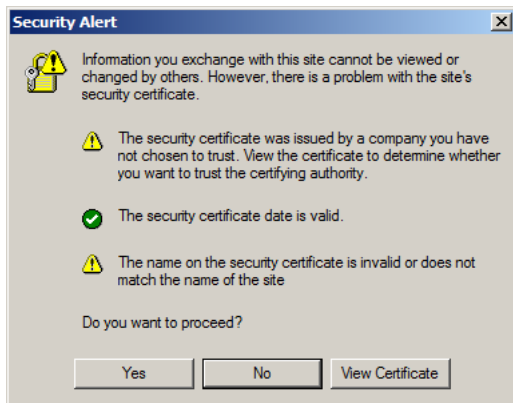 Security Alert
Information you exchange with this site cannot be viewed or
changed by others. However, there is a problem with the site's
security certificate.
The security certificate was issued by a company you have
not chosen to trust. View the certificate to determine whether
you want to trust the certifying authority.
The security certificate date is valid.
The name on the security certificate is invalid or does not
match the name of the site
Do you want to proceed?
Yes No View Certificate